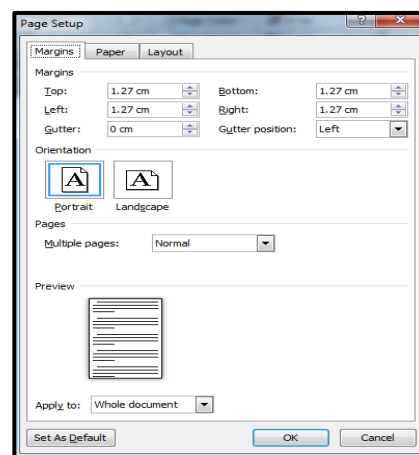 Page Setup
Margins Paper Layout
Margins
Top: 1.27 cm Bottom: 1.27 cm
Left: 1.27 cm Right: 1.27 cm
Gutter: 0 cm Gutter position: Left
Orientation
A A
Portrait Landscape
Pages
Multiple pages: Normal
Preview
Apply to: Whole document
Set As Default OK Cancel